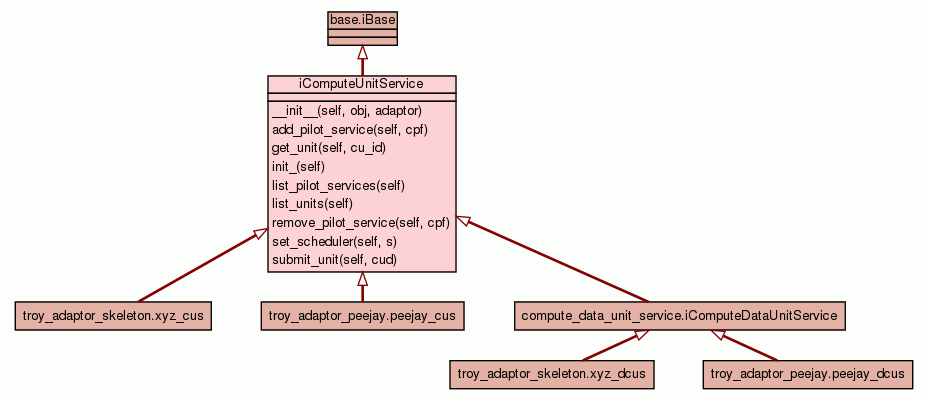 base.iBase
iComputeUnitService
__init__(self, obj, adaptor)
add_pilot_service(self, cpf)
get_unit(self, cu_id)
init_(self)
list_pilot_services(self)
list_units(self)
remove_pilot_service(self, cpf)
set_scheduler(self, s)
submit_unit(self, cud)
troy_adaptor_skeleton.xyz_cus
troy_adaptor_peejay.peejay_cus
compute_data_unit_service.iComputeDataUnitService
troy_adaptor_skeleton.xyz_dcus
troy_adaptor_peejay.peejay_dcus